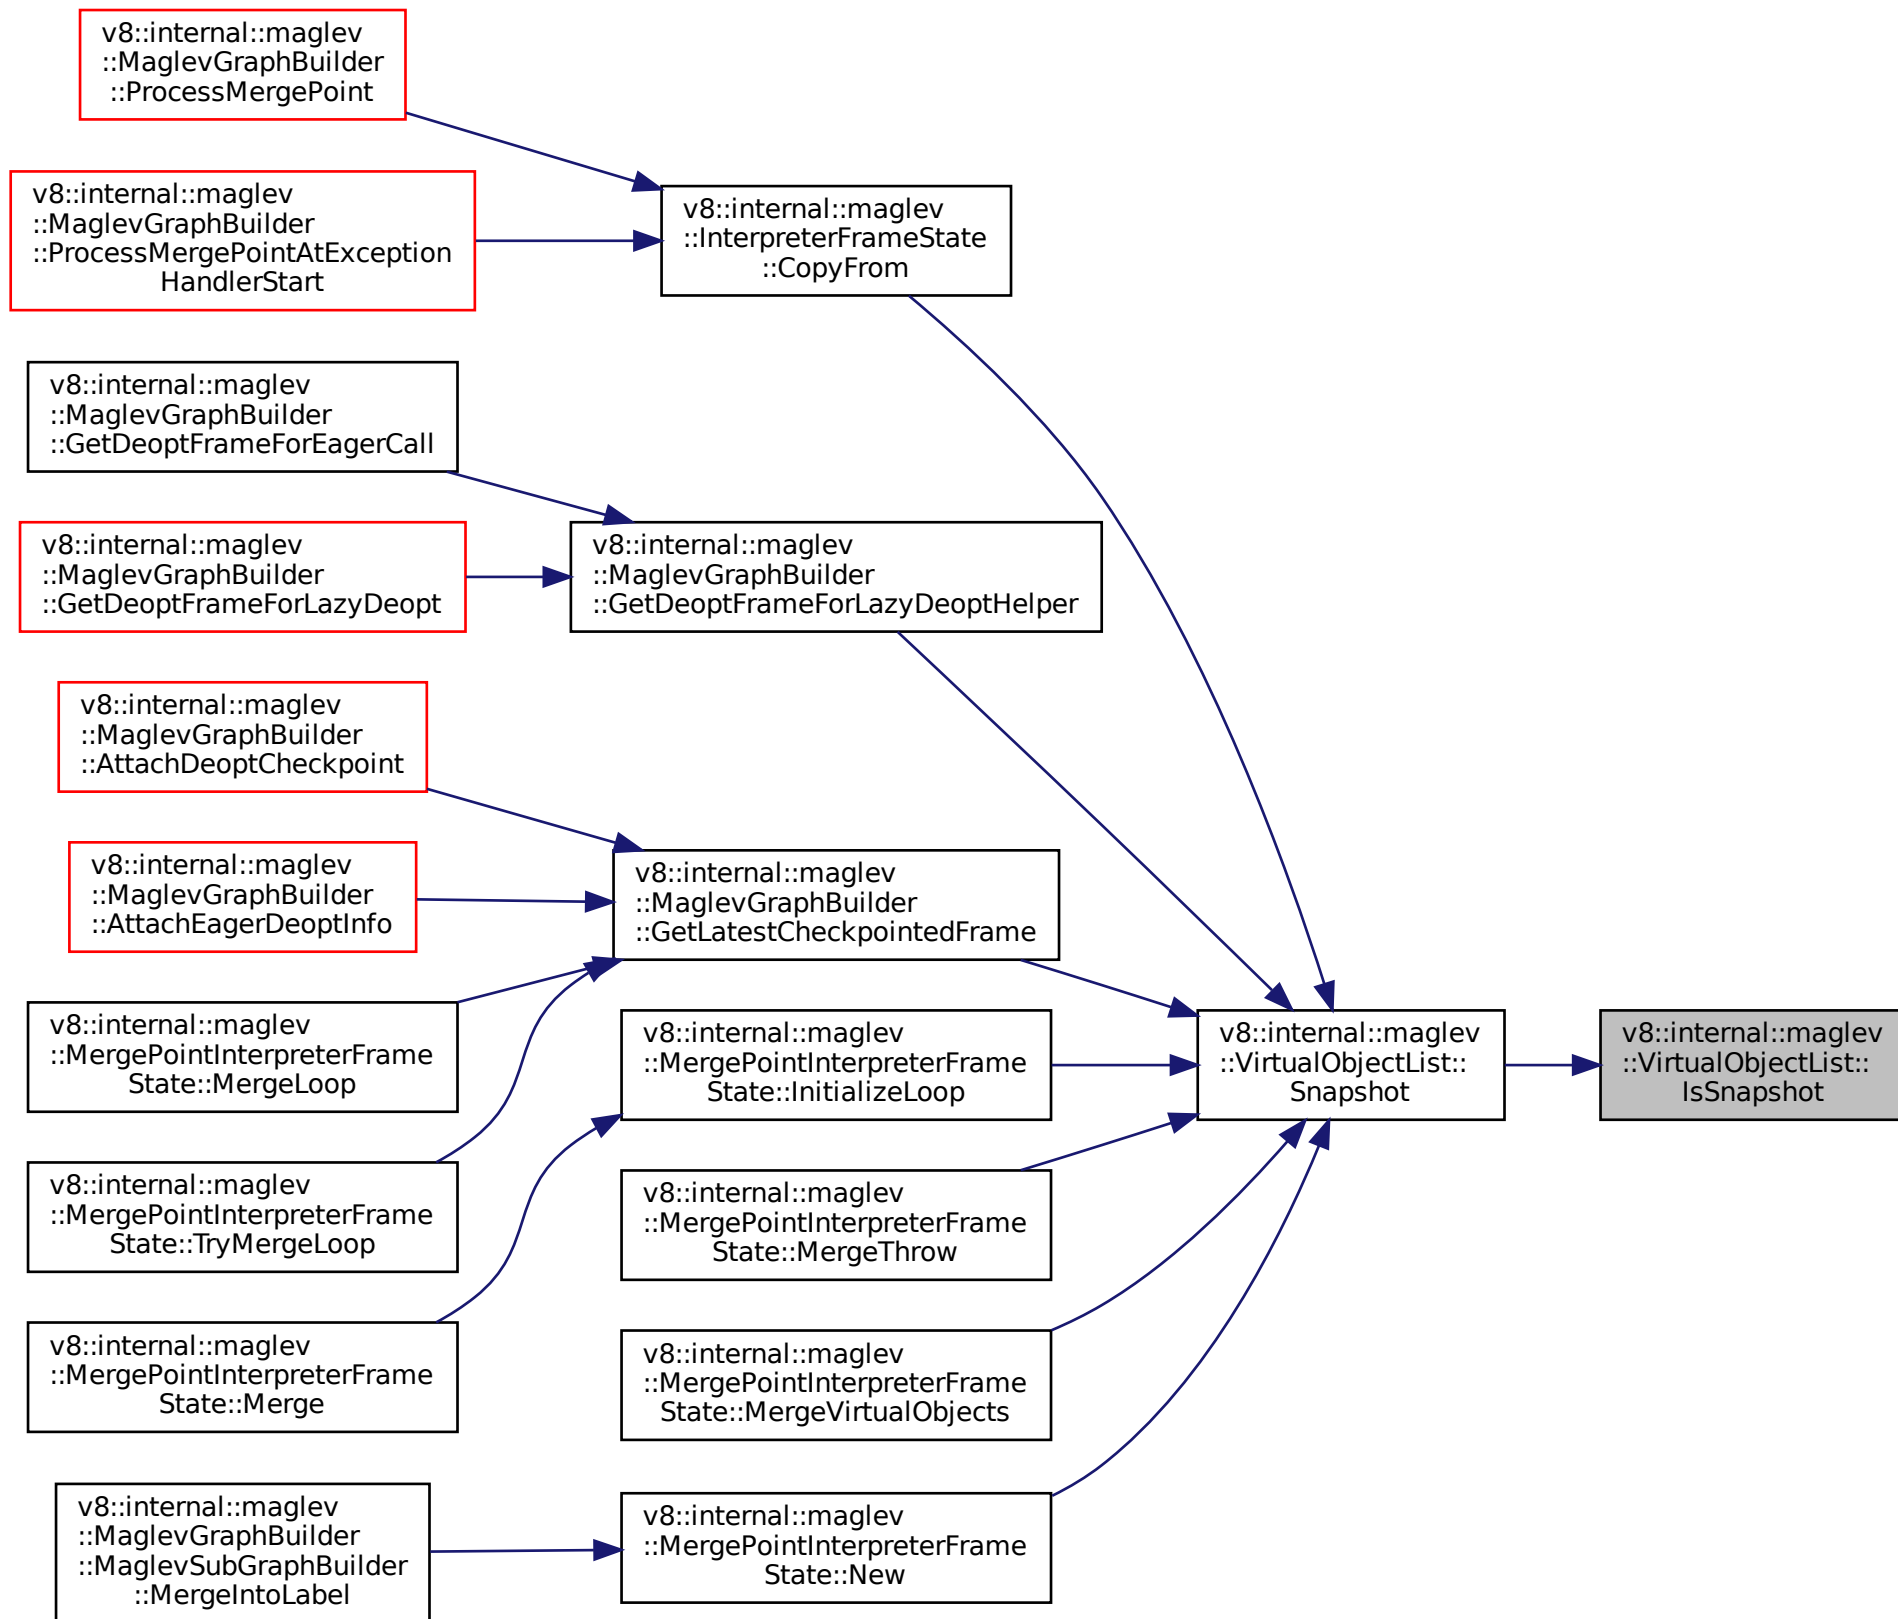 v8::internal::maglev
::MaglevGraphBuilder
::ProcessMergePoint
v8::internal::maglev
::MaglevGraphBuilder
::ProcessMergePointAtException
HandlerStart
v8::internal::maglev
::InterpreterFrameState
::CopyFrom
v8::internal::maglev
::MaglevGraphBuilder
::GetDeoptFrameForEagerCall
v8::internal::maglev
::MaglevGraphBuilder
::GetDeoptFrameForLazyDeopt
v8::internal::maglev
::MaglevGraphBuilder
::GetDeoptFrameForLazyDeoptHelper
v8::internal::maglev
::MaglevGraphBuilder
::AttachDeoptCheckpoint
v8::internal::maglev
::MaglevGraphBuilder
::AttachEagerDeoptInfo
v8::internal::maglev
::MaglevGraphBuilder
::GetLatestCheckpointedFrame
v8::internal::maglev
::MergePointInterpreterFrame
State::MergeLoop
v8::internal::maglev
::MergePointInterpreterFrame
State::InitializeLoop
v8::internal::maglev
::VirtualObjectList::
Snapshot
v8::internal::maglev
::VirtualObjectList::
IsSnapshot
v8::internal::maglev
::MergePointInterpreterFrame
State::TryMergeLoop
v8::internal::maglev
::MergePointInterpreterFrame
State::MergeThrow
v8::internal::maglev
::MergePointInterpreterFrame
State::Merge
v8::internal::maglev
::MergePointInterpreterFrame
State::MergeVirtualObjects
v8::internal::maglev
::MaglevGraphBuilder
::MaglevSubGraphBuilder
::MergeIntoLabel
v8::internal::maglev
::MergePointInterpreterFrame
State::New